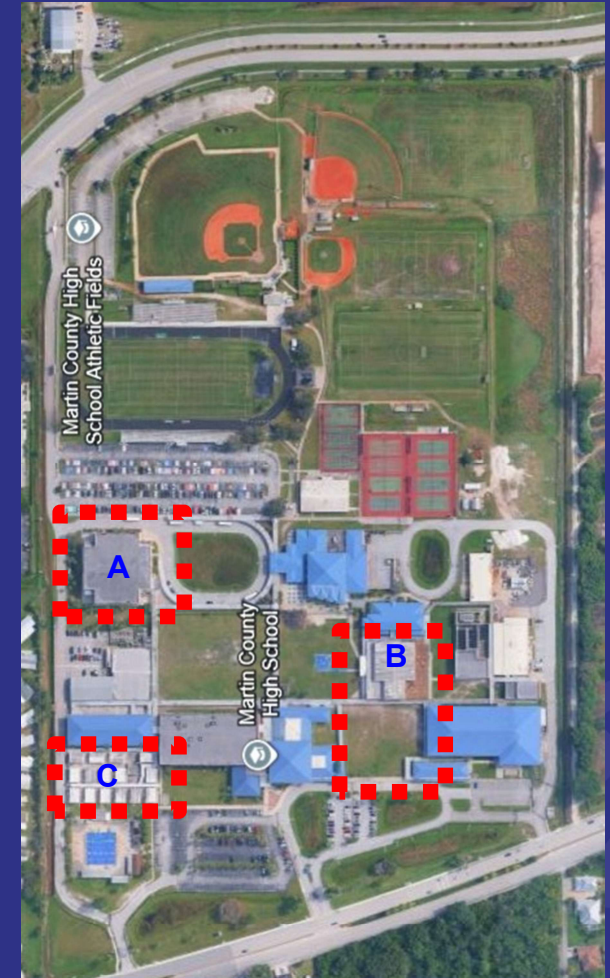 Martin County High
School Athletic Fields
A
Martin County
High School
B
C